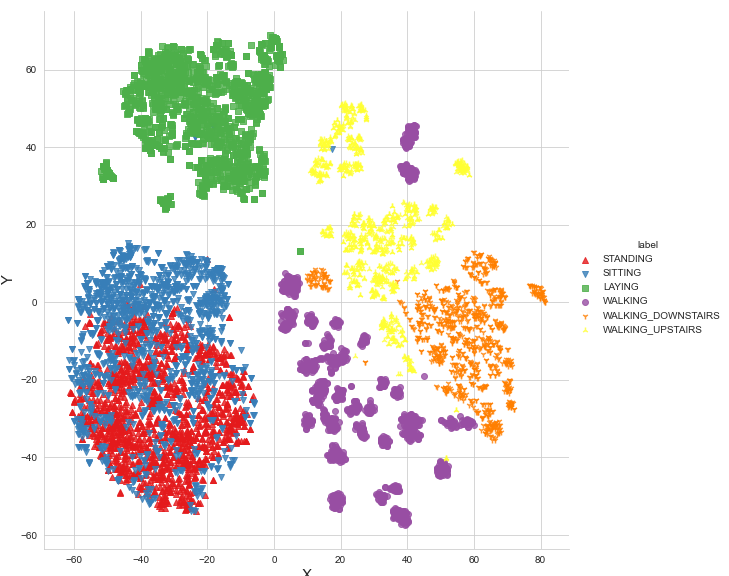 60
40
20
0
−20
−40
−60
Y
−60
−40
−20
0
20
40
60
80
X
label
STANDING
SITTING
LAYING
WALKING
WALKING_DOWNSTAIRS
WALKING_UPSTAIRS